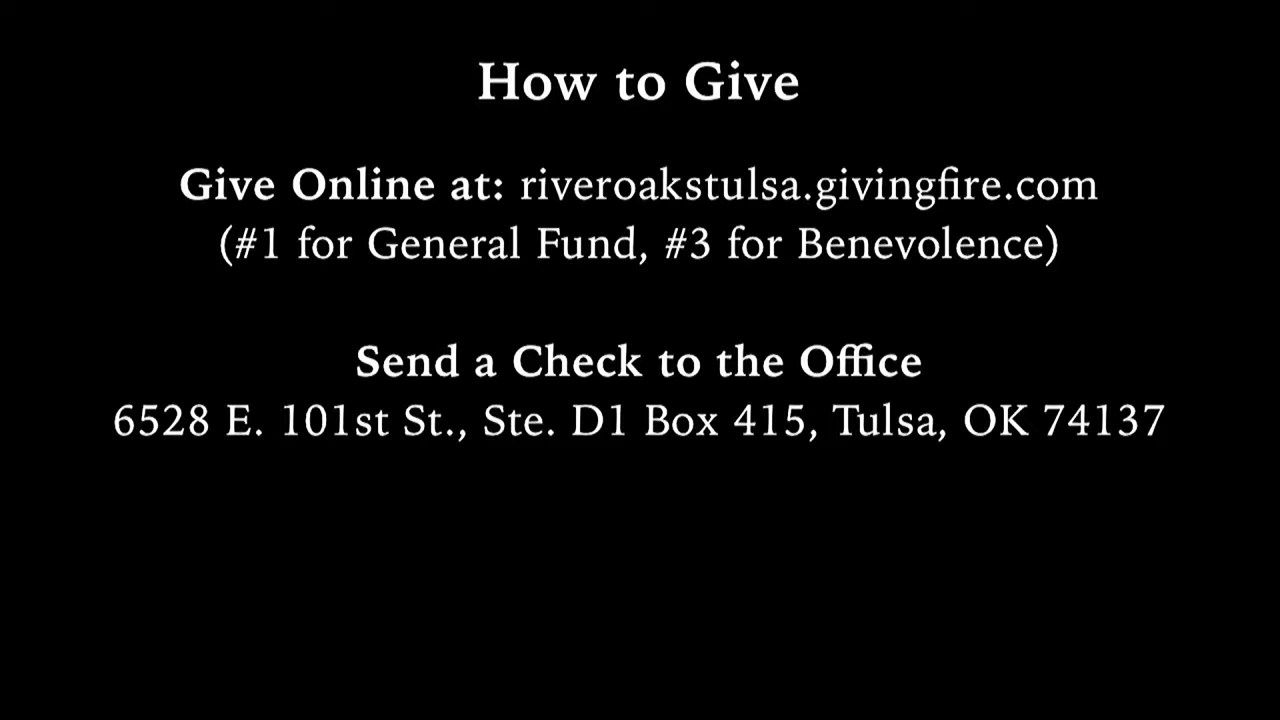 How to Give
Give Online at: riveroakstulsa.givingfire.com
(#1 for General Fund, #3 for Benevolence)
Send a Check to the Office
6528 E. 101st St., Ste. D1 Box 415, Tulsa, OK 74137